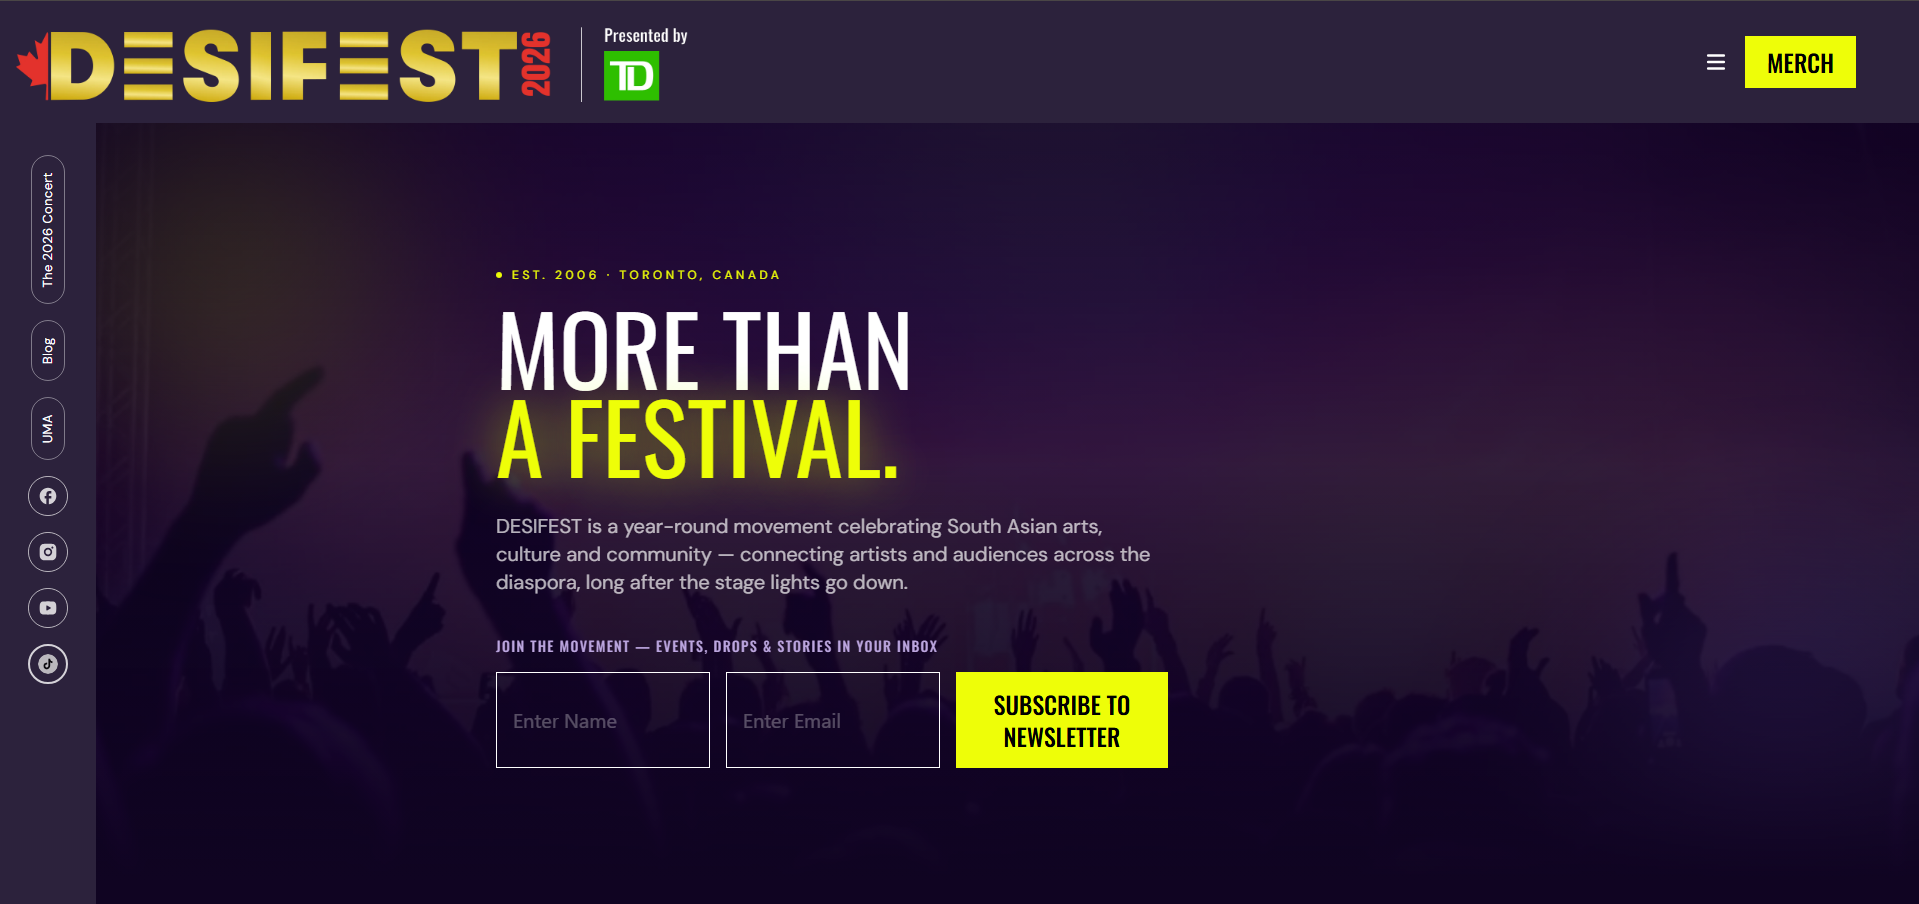 DESIFEST 2026
Presented by
TD
MERCH
The 2026 Concert
Blog
UMA
EST. 2006 · TORONTO, CANADA
MORE THAN
A FESTIVAL.
DESIFEST is a year-round movement celebrating South Asian arts,
culture and community — connecting artists and audiences across the
diaspora, long after the stage lights go down.
JOIN THE MOVEMENT — EVENTS, DROPS & STORIES IN YOUR INBOX
Enter Name
Enter Email
SUBSCRIBE TO
NEWSLETTER